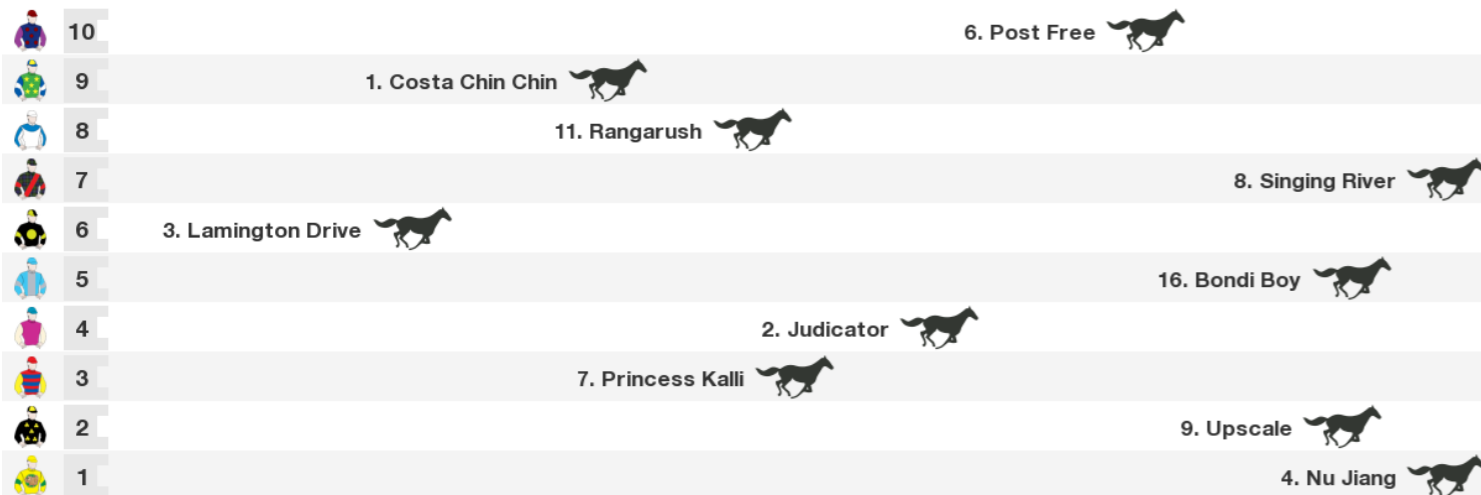 10 6. Post Free
9 1. Costa Chin Chin
8 11. Rangarush
7 8. Singing River
6 3. Lamington Drive
5 16. Bondi Boy
4 2. Judicator
3 7. Princess Kalli
2 9. Upscale
1 4. Nu Jiang